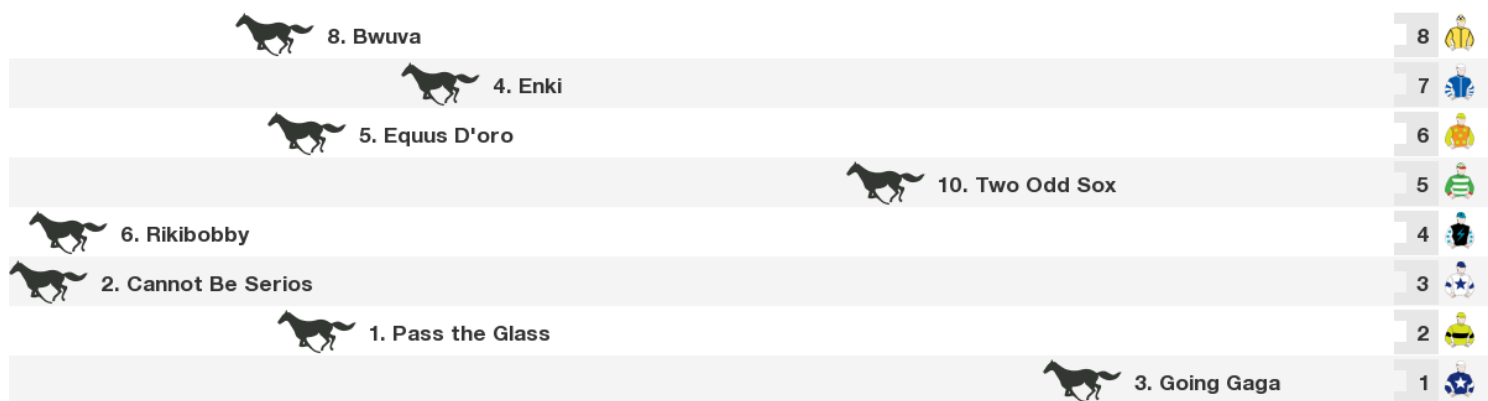 8. Bwuva 8
4. Enki 7
5. Equus D'oro 6
10. Two Odd Sox 5
6. Rikibobby 4
2. Cannot Be Serios 3
1. Pass the Glass 2
3. Going Gaga 1